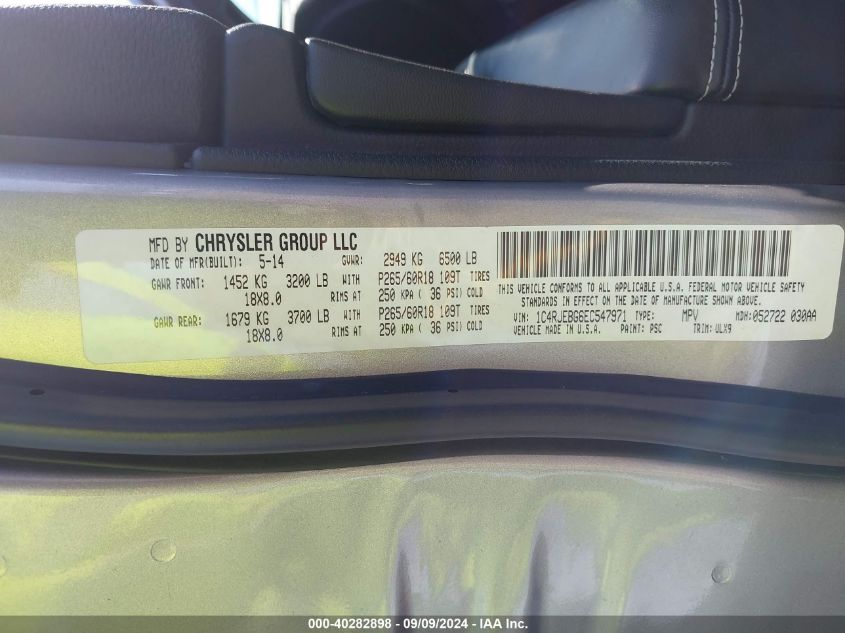 MFD BY CHRYSLER GROUP LLC
DATE OF MFR(BUILT): 5-14 GVWR: 2949 KG 6500 LB
GAWR FRONT: 1452 KG 3200 LB WITH P265/60R18 109T TIRES
18X8.0 RIMS AT 250 KPA ( 36 PSI) COLD
GAWR REAR: 1679 KG 3700 LB WITH P265/60R18 109T TIRES
18X8.0 RIMS AT 250 KPA ( 36 PSI) COLD
THIS VEHICLE CONFORMS TO ALL APPLICABLE U.S.A. FEDERAL MOTOR VEHICLE SAFETY
STANDARDS IN EFFECT ON THE DATE OF MANUFACTURE SHOWN ABOVE.
VIN: 1C4RJEBG6EC547971 TYPE: MPV MDH: 052722 030AA
VEHICLE MADE IN U.S.A. PAINT: PSC TRIM: ULX9
000-40282898 - 09/09/2024 - IAA Inc.